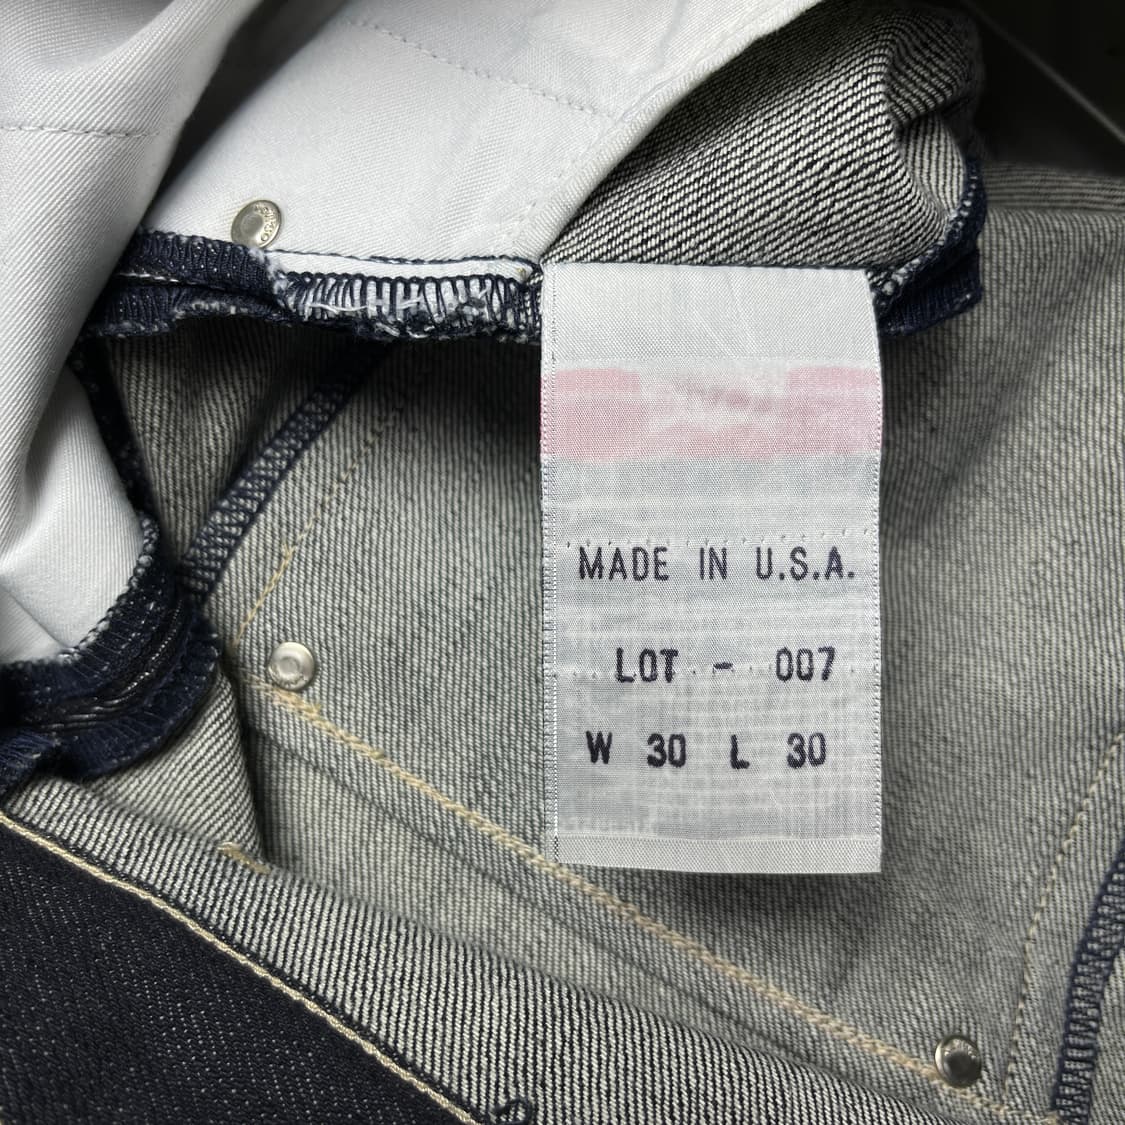 MADE IN U.S.A.
LOT - 007
W 30 L 30